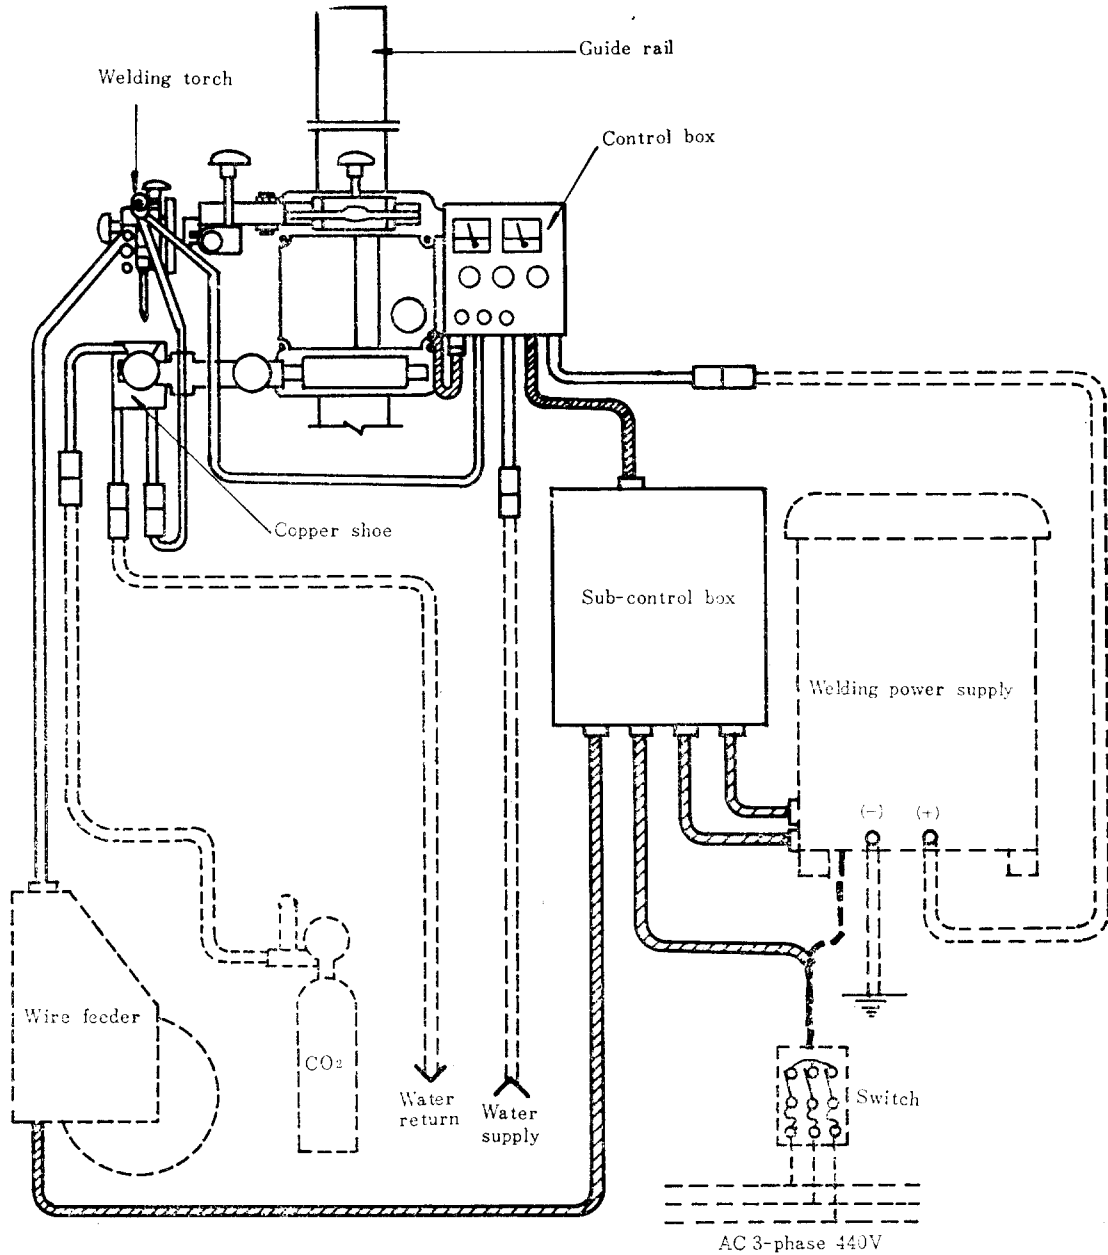 Guide rail
Welding torch
Control box
Copper shoe
Sub-control box
Welding power supply
(-)
(+)
Wire feeder
CO2
Water
return
Water
supply
Switch
AC 3-phase 440V